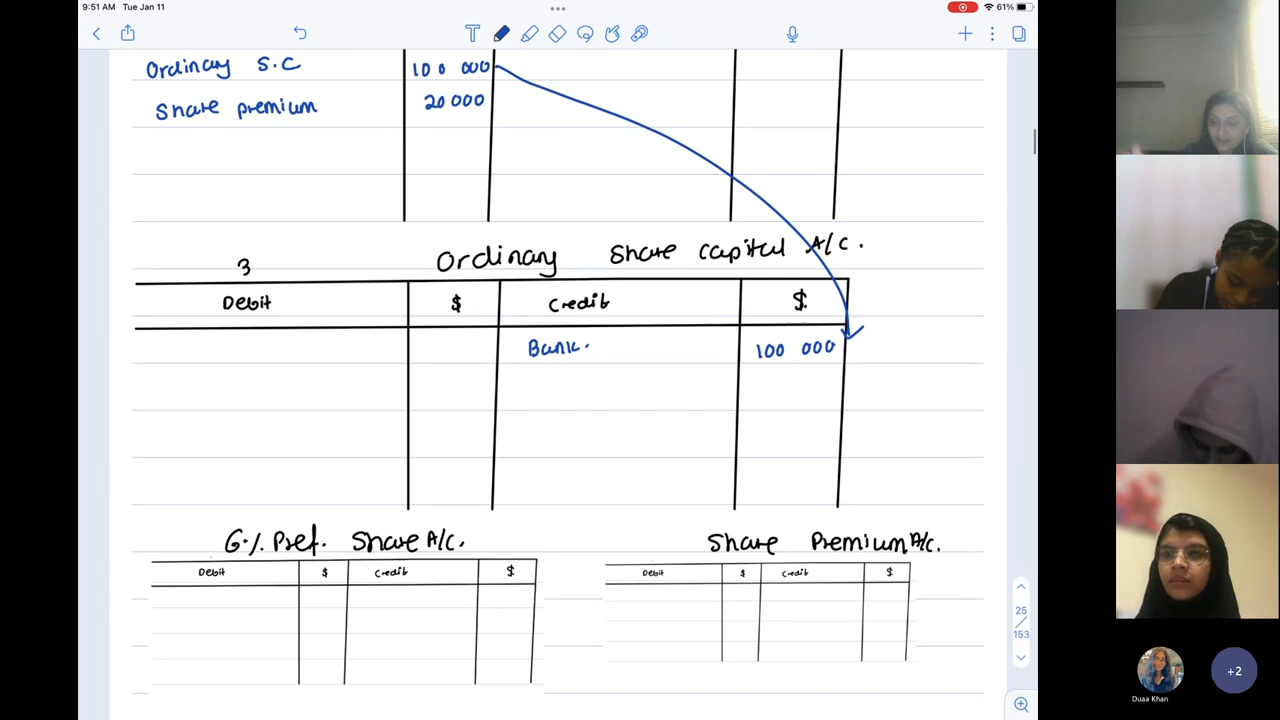 9:51 AM Tue Jan 11
61%
Ordinary S.C 100 000
Share premium 20 000
3
Ordinary Share Capital A/C.
Debit $ Credit $
Bank. 100 000
6% Pref. Share A/C.
Debit $ Credit $
Share Premium A/C.
Debit $ Credit $
25
153
Duaa Khan
+2